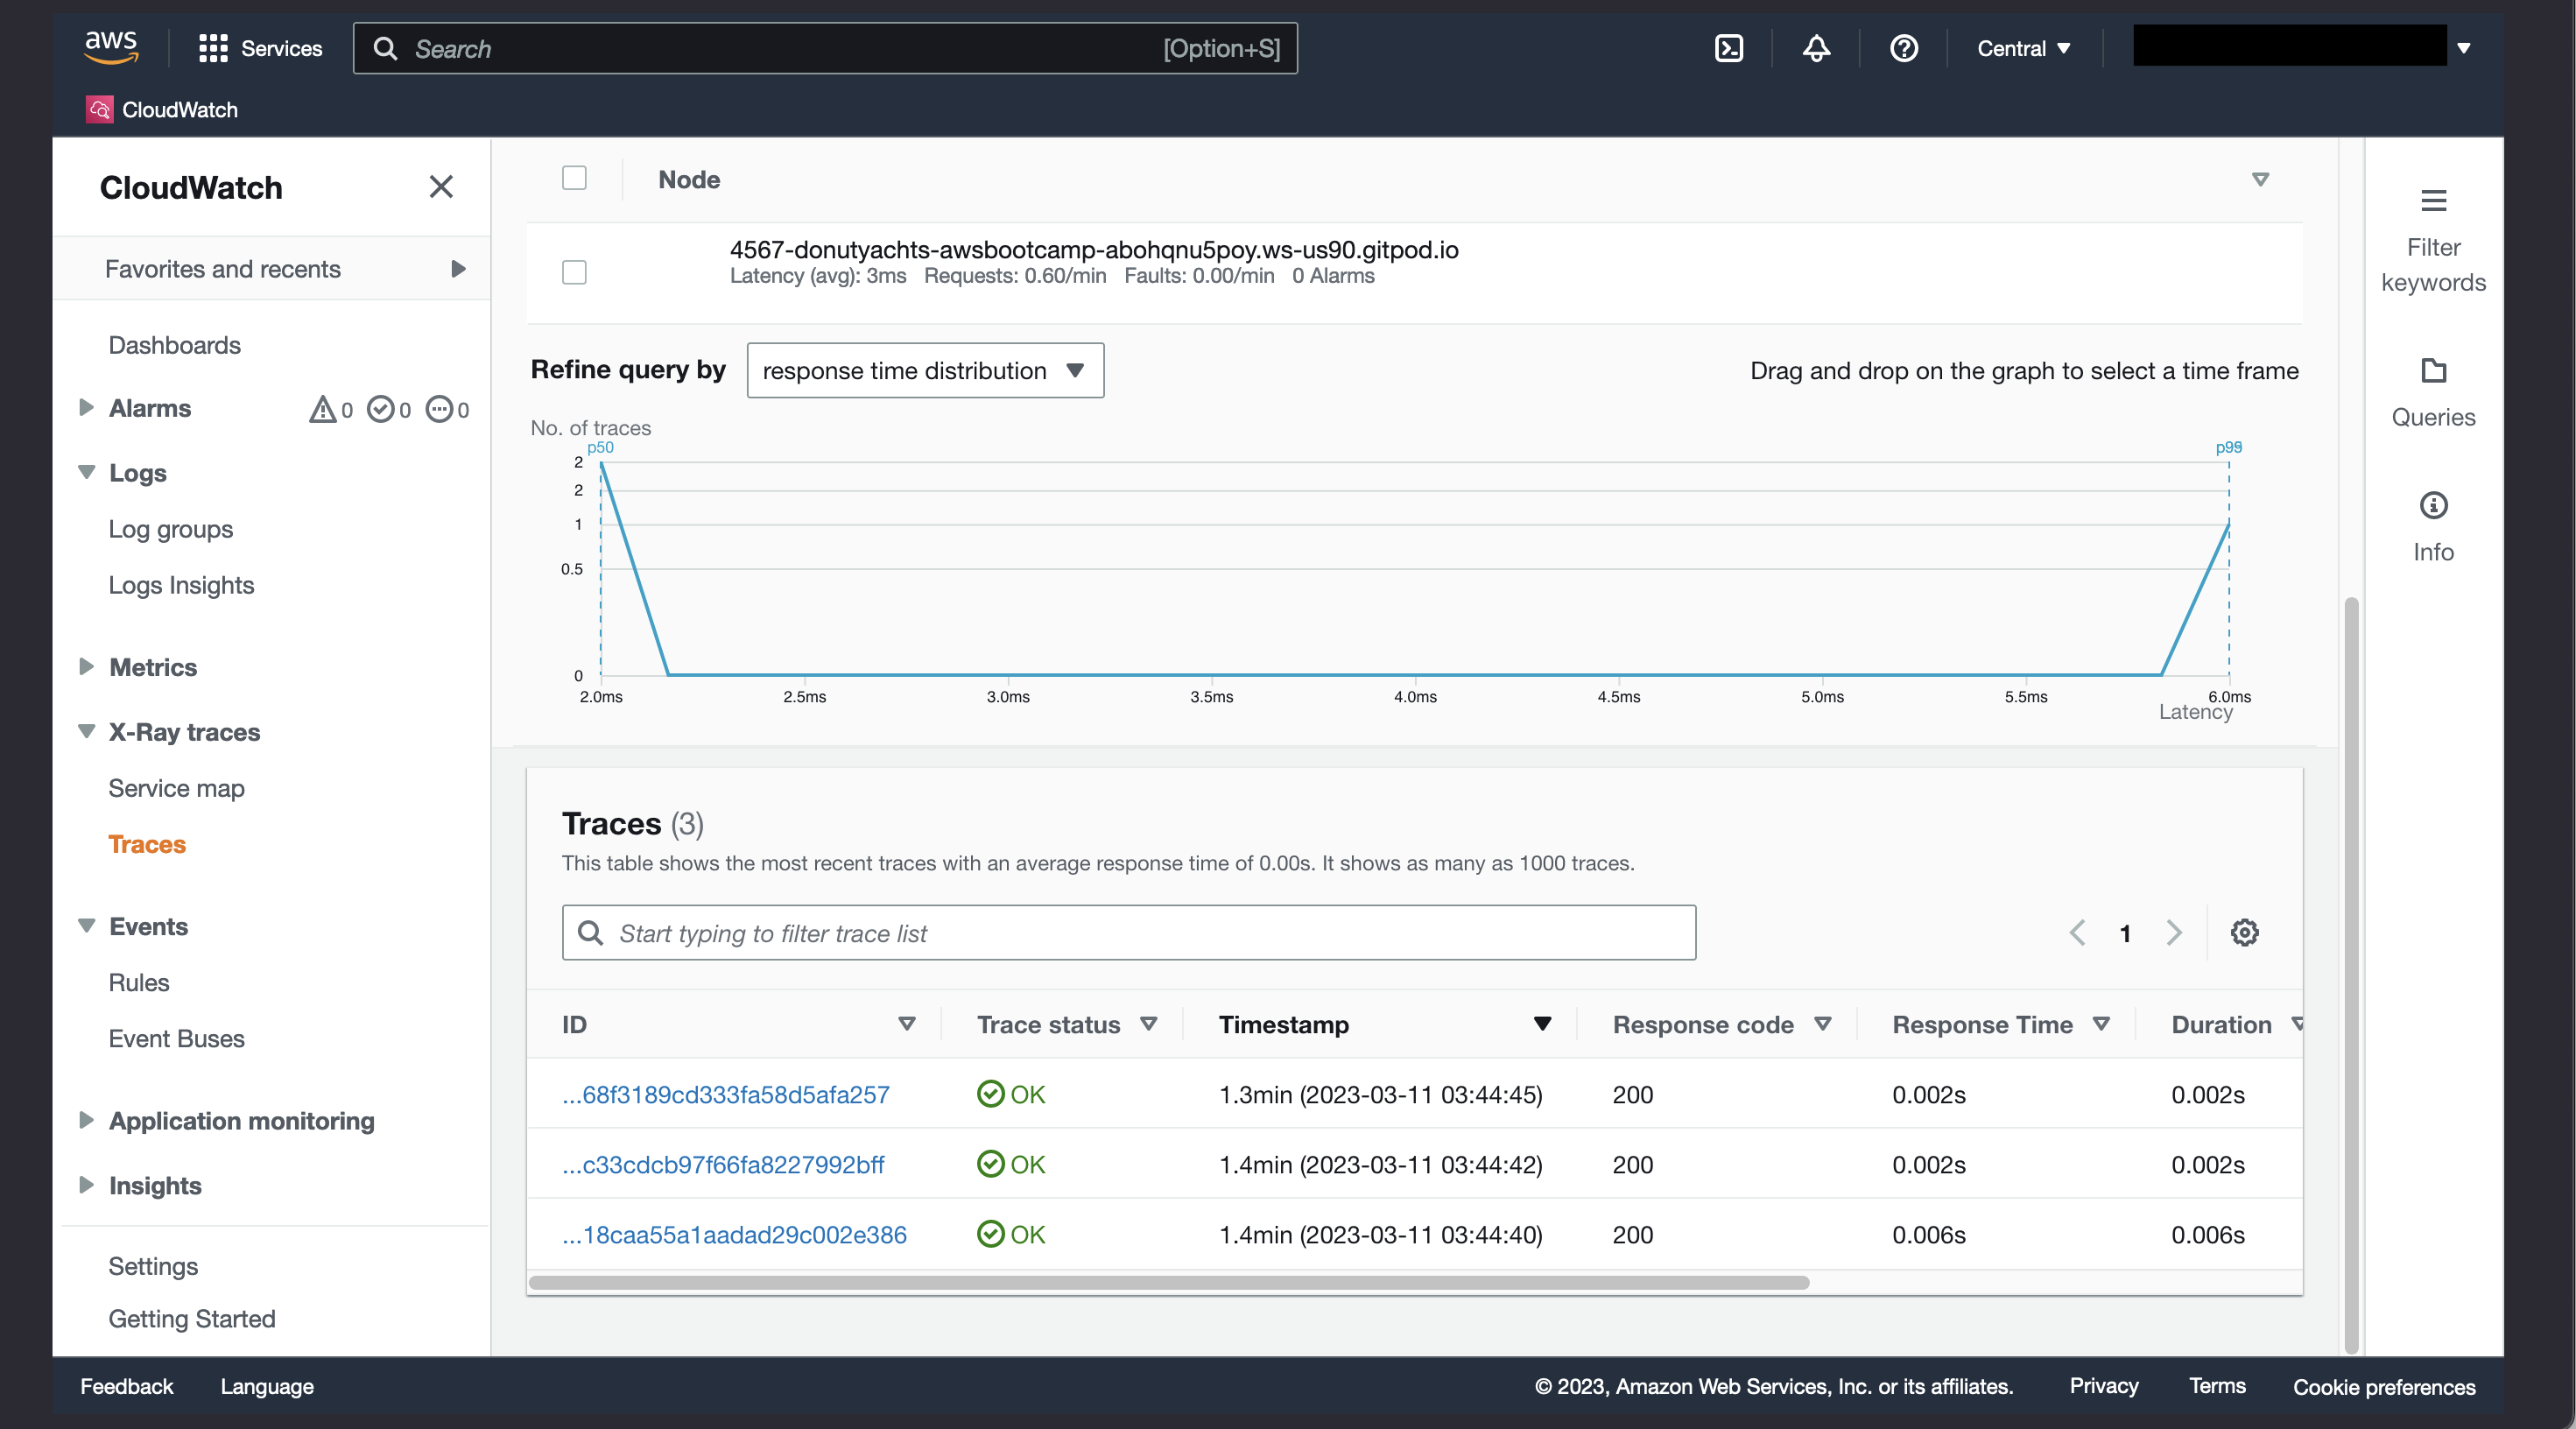 aws Services Search [Option+S] Central
CloudWatch
CloudWatch
Favorites and recents
Dashboards
Alarms 0 0 0
Logs
Log groups
Logs Insights
Metrics
X-Ray traces
Service map
Traces
Events
Rules
Event Buses
Application monitoring
Insights
Settings
Getting Started
Node
4567-donutyachts-awsbootcamp-abohqnu5poy.ws-us90.gitpod.io
Latency (avg): 3ms Requests: 0.60/min Faults: 0.00/min 0 Alarms
Refine query by response time distribution Drag and drop on the graph to select a time frame
No. of traces
p50
2
2
1
0.5
0
2.0ms 2.5ms 3.0ms 3.5ms 4.0ms 4.5ms 5.0ms 5.5ms 6.0ms
Latency
Traces (3)
This table shows the most recent traces with an average response time of 0.00s. It shows as many as 1000 traces.
Start typing to filter trace list 1
ID Trace status Timestamp Response code Response Time Duration
...68f3189cd333fa58d5afa257 OK 1.3min (2023-03-11 03:44:45) 200 0.002s 0.002s
...c33cdcb97f66fa8227992bff OK 1.4min (2023-03-11 03:44:42) 200 0.002s 0.002s
...18caa55a1aadad29c002e386 OK 1.4min (2023-03-11 03:44:40) 200 0.006s 0.006s
Filter
keywords
Queries
Info
Feedback Language © 2023, Amazon Web Services, Inc. or its affiliates. Privacy Terms Cookie preferences